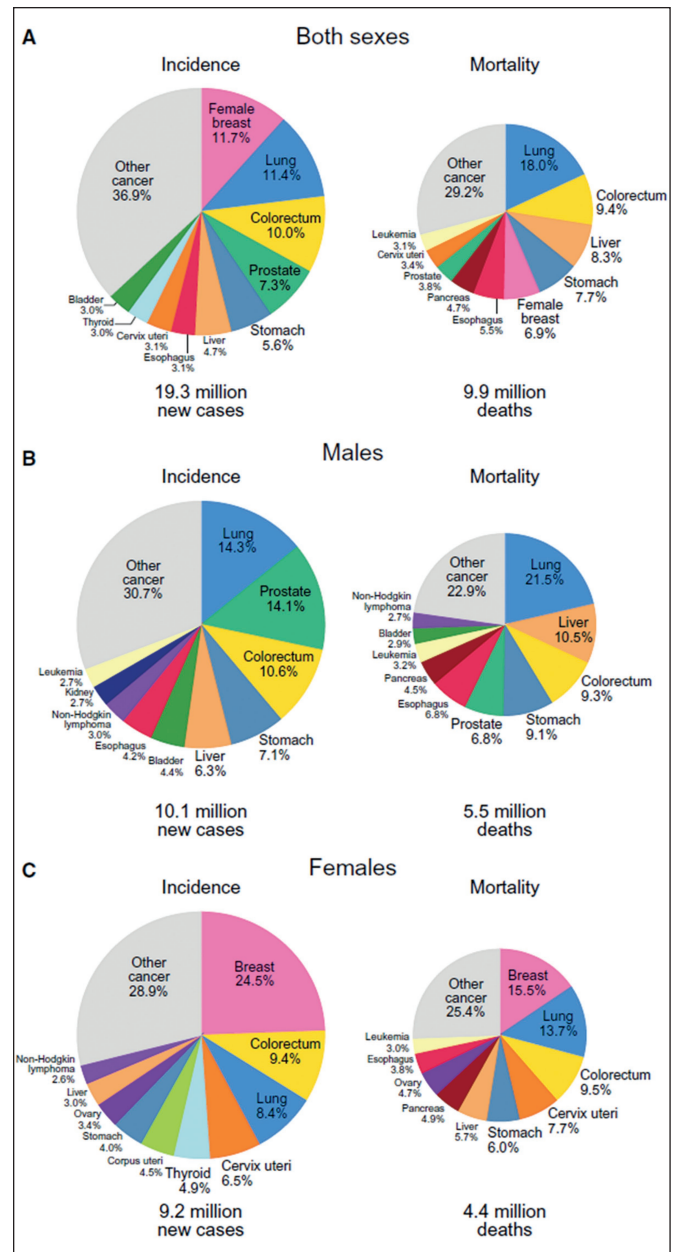 A
Both sexes
Incidence
Mortality
Female
breast
11.7%
Lung
11.4%
Colorectum
10.0%
Prostate
7.3%
Stomach
5.6%
Liver
4.7%
Esophagus
3.1%
Cervix uteri
3.1%
Thyroid
3.0%
Bladder
3.0%
Other
cancer
36.9%
19.3 million
new cases
Lung
18.0%
Colorectum
9.4%
Liver
8.3%
Stomach
7.7%
Female
breast
6.9%
Esophagus
5.5%
Pancreas
4.7%
Prostate
3.8%
Cervix uteri
3.4%
Leukemia
3.1%
Other
cancer
29.2%
9.9 million
deaths
B
Males
Incidence
Mortality
Lung
14.3%
Prostate
14.1%
Colorectum
10.6%
Stomach
7.1%
Liver
6.3%
Bladder
4.4%
Esophagus
4.2%
Non-Hodgkin
lymphoma
3.0%
Kidney
2.7%
Leukemia
2.7%
Other
cancer
30.7%
10.1 million
new cases
Lung
21.5%
Liver
10.5%
Colorectum
9.3%
Stomach
9.1%
Prostate
6.8%
Esophagus
6.8%
Pancreas
4.5%
Leukemia
3.2%
Bladder
2.9%
Non-Hodgkin
lymphoma
2.7%
Other
cancer
22.9%
5.5 million
deaths
C
Females
Incidence
Mortality
Breast
24.5%
Colorectum
9.4%
Lung
8.4%
Cervix uteri
6.5%
Thyroid
4.9%
Corpus uteri
4.5%
Stomach
4.0%
Ovary
3.4%
Liver
3.0%
Non-Hodgkin
lymphoma
2.6%
Other
cancer
28.9%
9.2 million
new cases
Breast
15.5%
Lung
13.7%
Colorectum
9.5%
Cervix uteri
7.7%
Stomach
6.0%
Liver
5.7%
Pancreas
4.9%
Ovary
4.7%
Esophagus
3.8%
Leukemia
3.0%
Other
cancer
25.4%
4.4 million
deaths